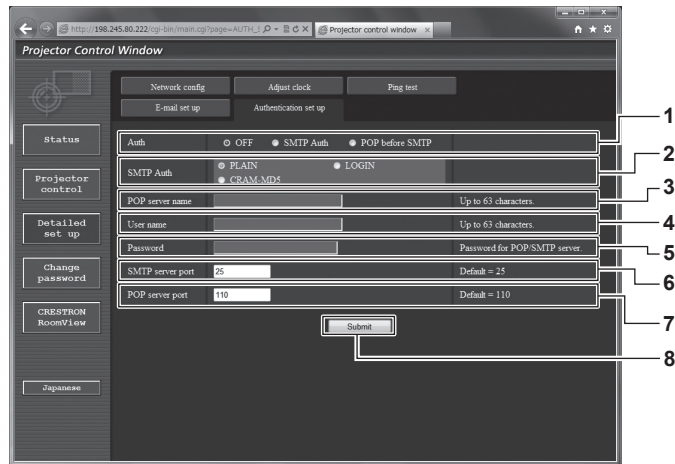 http://198.245.80.222/cgi-bin/main.cgi?page=AUTH_ Projector control window ×
Projector Control Window
Network config Adjust clock Ping test
E-mail set up Authentication set up
Status
Projector control
Detailed set up
Change password
CRESTRON RoomView
Japanese
Auth OFF SMTP Auth POP before SMTP
SMTP Auth PLAIN LOGIN
CRAM-MD5
POP server name Up to 63 characters.
User name Up to 63 characters.
Password Password for POP/SMTP server.
SMTP server port 25 Default = 25
POP server port 110 Default = 110
Submit
1
2
3
4
5
6
7
8